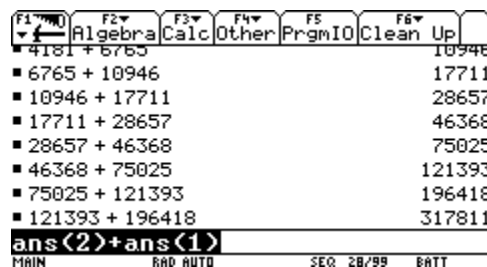 F1 F2 F3 F4 F5 F6
Algebra Calc Other PrgmIO Clean Up
4181 + 6765 10946
6765 + 10946 17711
10946 + 17711 28657
17711 + 28657 46368
28657 + 46368 75025
46368 + 75025 121393
75025 + 121393 196418
121393 + 196418 317811
ans(2)+ans(1)
MAIN RAD AUTO SEQ 28/99 BATT